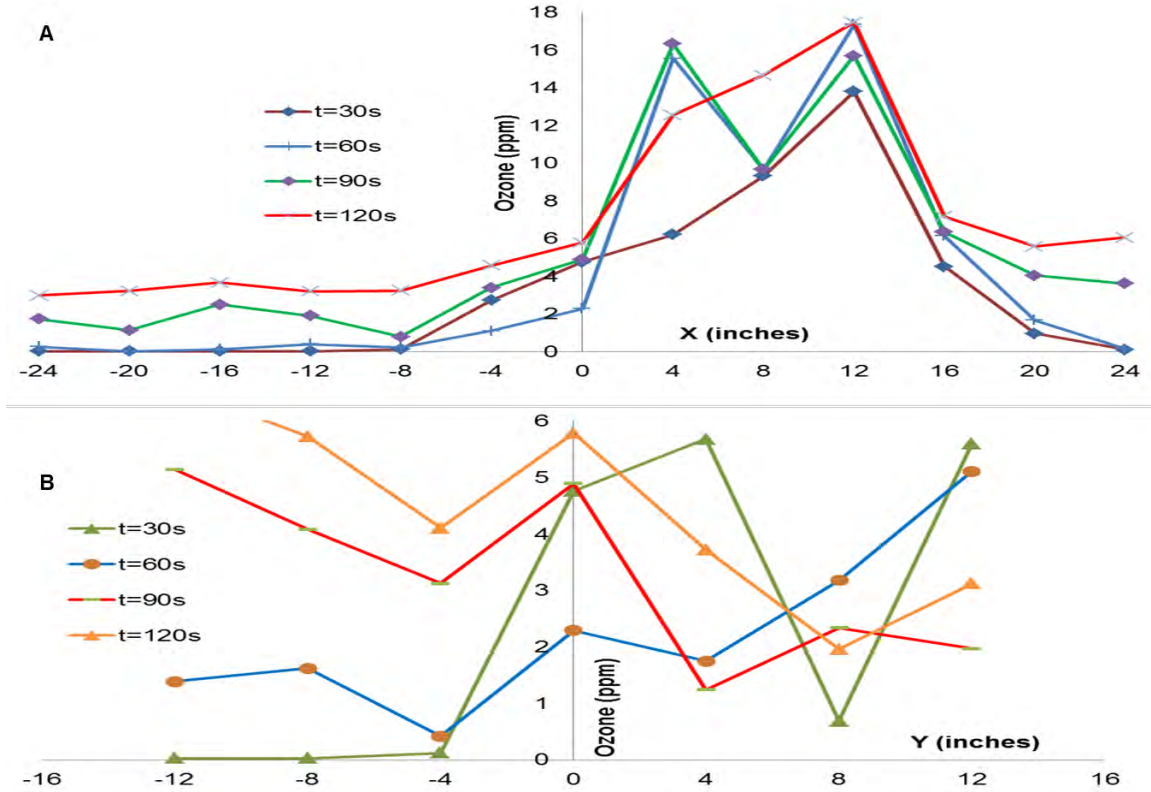 A
18
16
14
12
10
8
6
4
2
0
Ozone (ppm)
t=30s
t=60s
t=90s
t=120s
X (inches)
-24 -20 -16 -12 -8 -4 0 4 8 12 16 20 24
B
6
5
4
3
2
1
0
t=30s
t=60s
t=90s
t=120s
Ozone (ppm)
Y (inches)
-16 -12 -8 -4 0 4 8 12 16